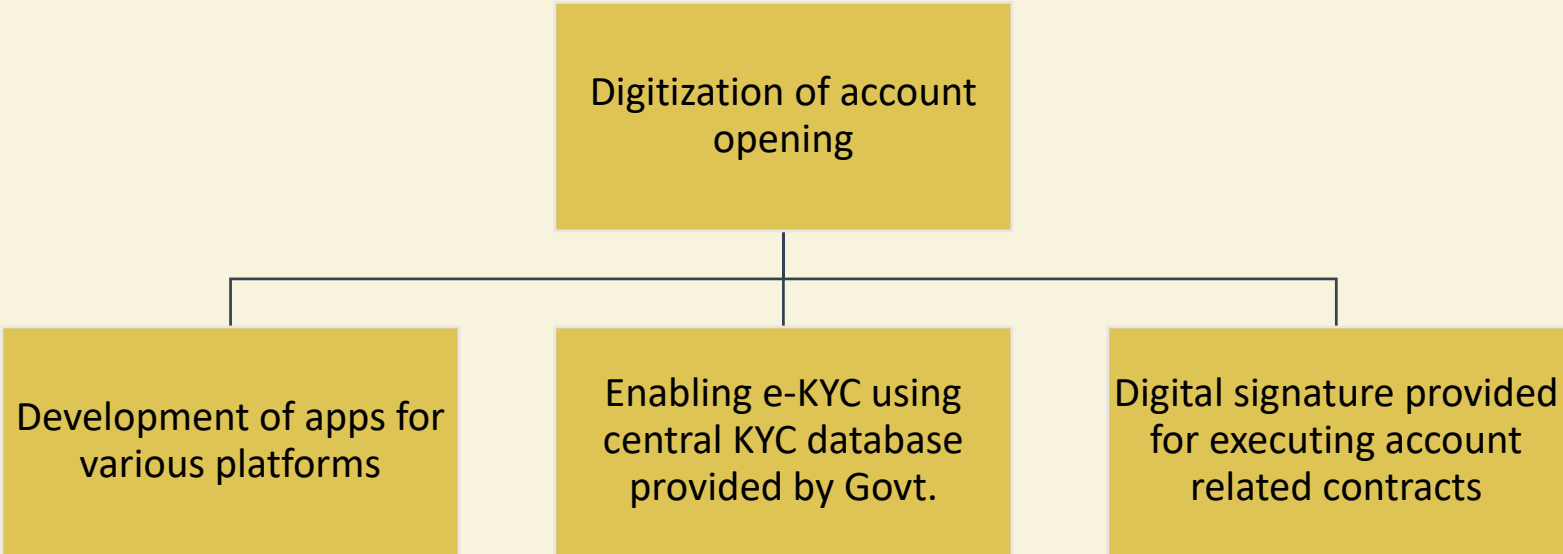 Digitization of account
opening
Development of apps for
various platforms
Enabling e-KYC using
central KYC database
provided by Govt.
Digital signature provided
for executing account
related contracts